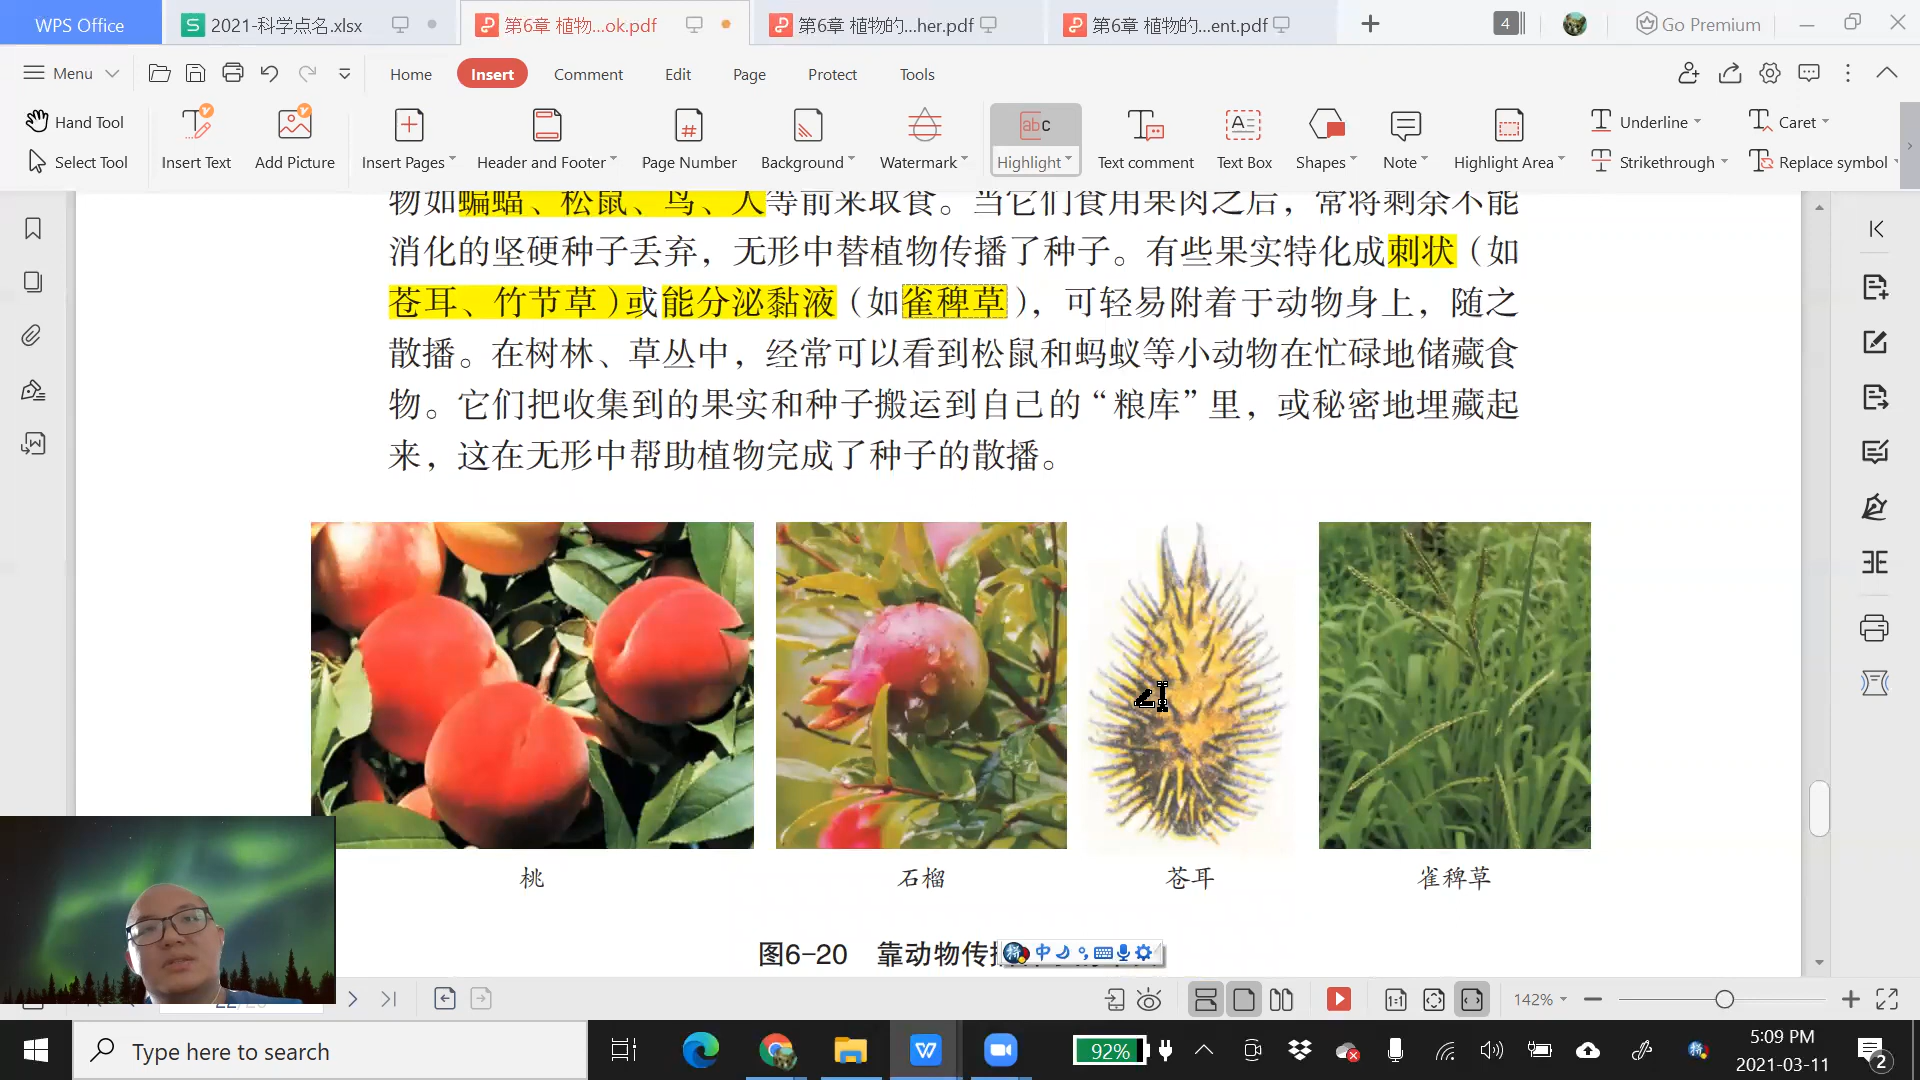 WPS Office
2021-科学点名.xlsx
第6章 植物...ok.pdf
第6章 植物的...her.pdf
第6章 植物的...ent.pdf
4
Go Premium
Menu
Home
Insert
Comment
Edit
Page
Protect
Tools
Hand Tool
Select Tool
Insert Text
Add Picture
Insert Pages
Header and Footer
Page Number
Background
Watermark
Highlight
Text comment
Text Box
Shapes
Note
Highlight Area
Underline
Strikethrough
Caret
Replace symbol
物如蝙蝠、松鼠、鸟、人等前来取食。当它们食用果肉之后，常将剩余不能
消化的坚硬种子丢弃，无形中替植物传播了种子。有些果实特化成刺状（如
苍耳、竹节草）或能分泌黏液（如雀稗草），可轻易附着于动物身上，随之
散播。在树林、草丛中，经常可以看到松鼠和蚂蚁等小动物在忙碌地储藏食
物。它们把收集到的果实和种子搬运到自己的“粮库”里，或秘密地埋藏起
来，这在无形中帮助植物完成了种子的散播。
桃
石榴
苍耳
雀稗草
图6-20 靠动物传
中
142%
Type here to search
92%
5:09 PM
2021-03-11
2